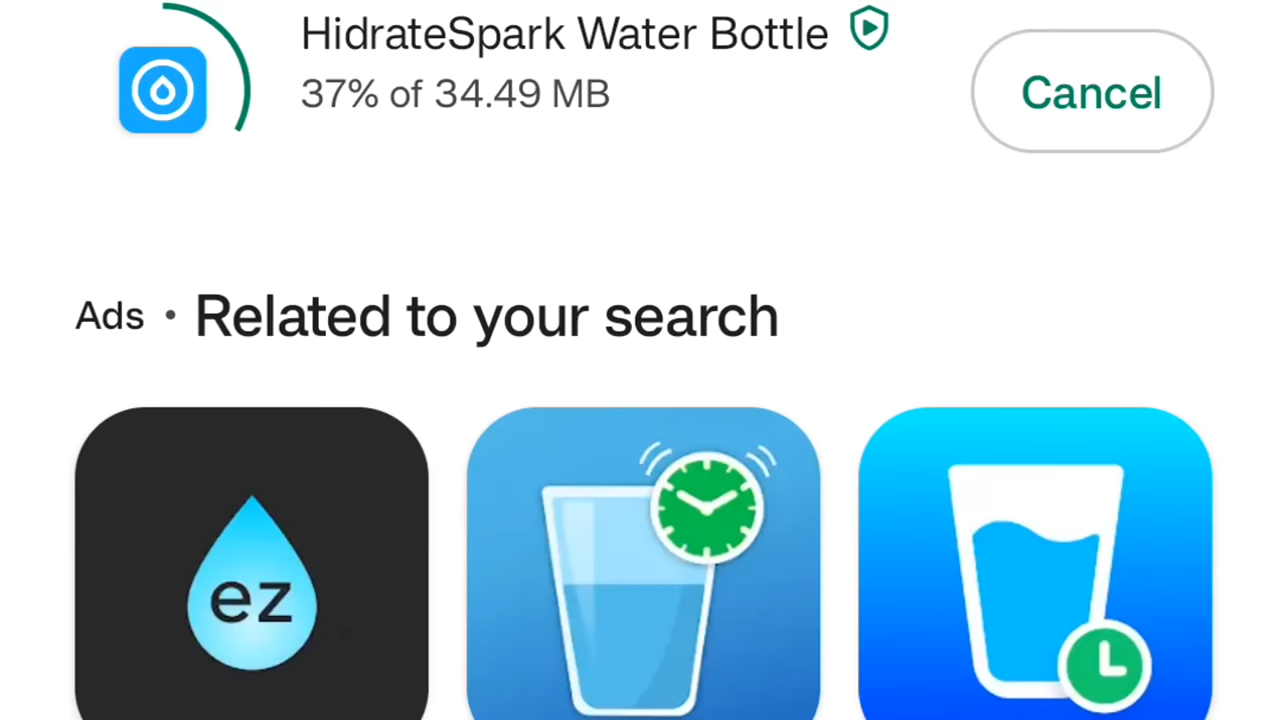 HidrateSpark Water Bottle
37% of 34.49 MB
Cancel
Ads • Related to your search
ez